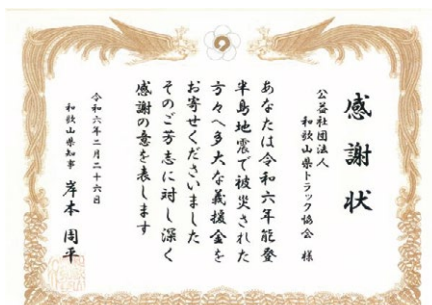 感謝状
公益社団法人
和歌山県トラック協会 様
あなたは令和六年能登
半島地震で被災された
方々へ多大な義援金を
お寄せくださいました
そのご芳志に対し深く
感謝の意を表します
令和六年二月二十六日
和歌山県知事 岸本周平